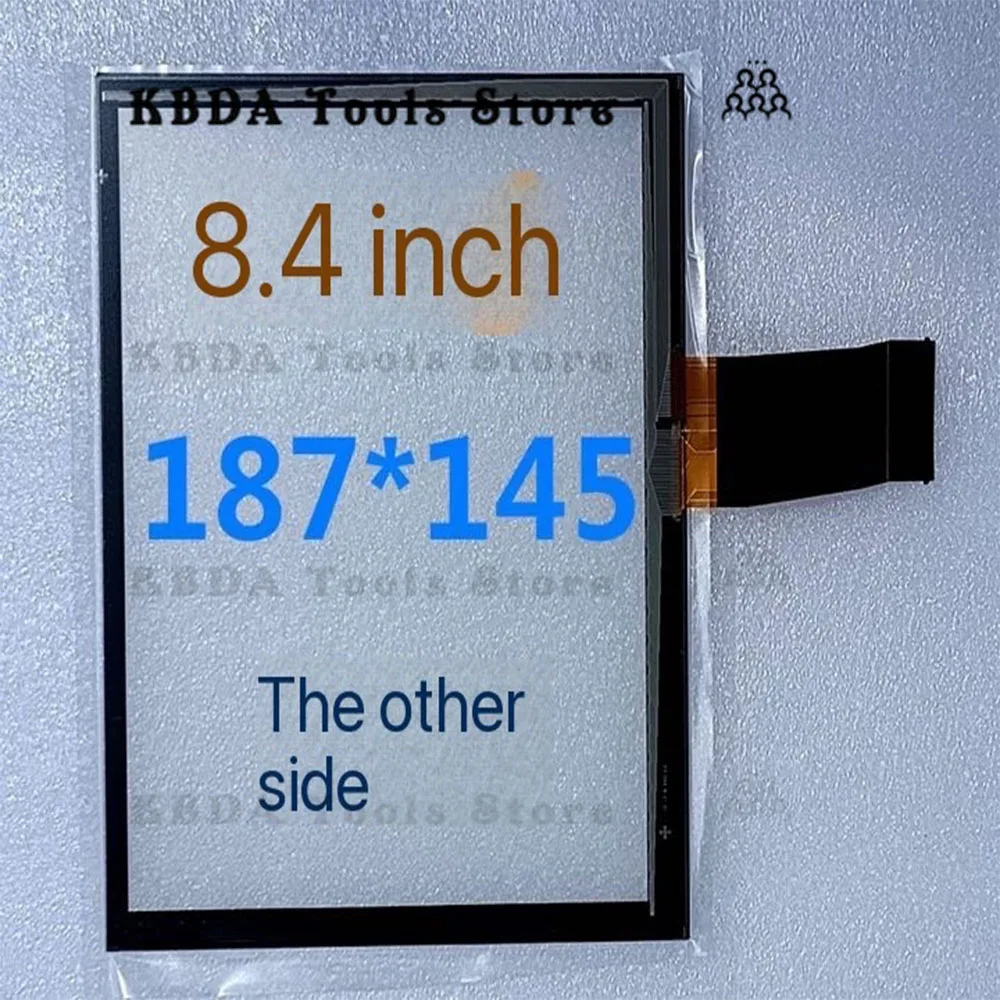 KBDA Tools Store
8.4 inch
KBDA Tools Store
187*145
KBDA Tools Store
The other
side
KBDA Tools Store